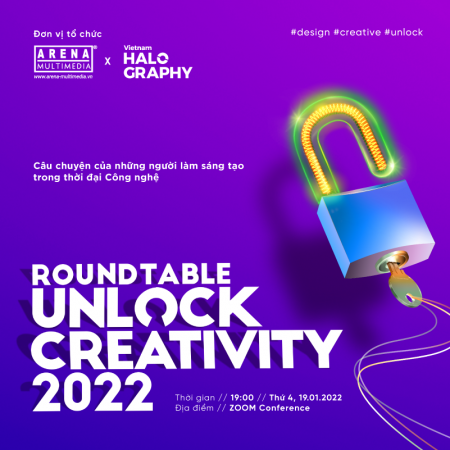 Đơn vị tổ chức
#design #creative #unlock
ARENA®
MULTIMEDIA
www.arena-multimedia.vn
X
Vietnam
HALO
GRAPHY
Câu chuyện của những người làm sáng tạo
trong thời đại Công nghệ
ROUNDTABLE
UNLOCK
CREATIVITY
2022
Thời gian // 19:00 // Thứ 4, 19.01.2022
Địa điểm // ZOOM Conference